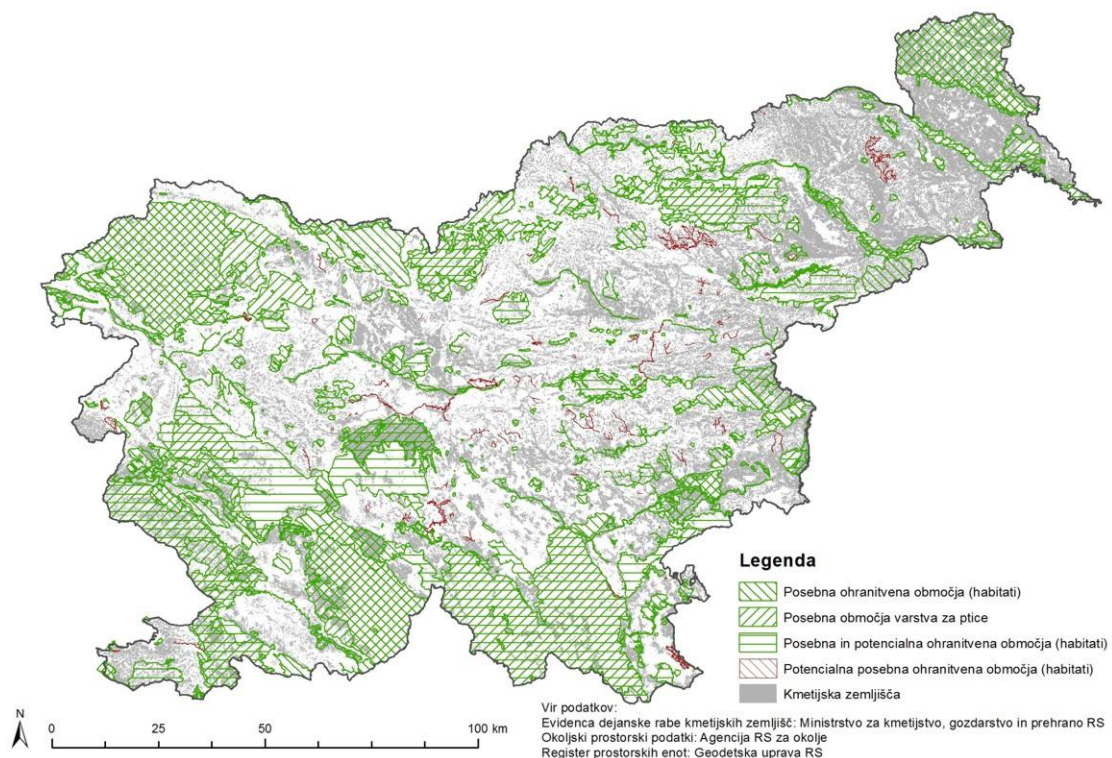 Legenda
Posebna ohranitvena območja (habitati)
Posebna območja varstva za ptice
Posebna in potencialna ohranitvena območja (habitati)
Potencialna posebna ohranitvena območja (habitati)
Kmetijska zemljišča
N
0 25 50 100 km
Vir podatkov:
Evidenca dejanske rabe kmetijskih zemljišč: Ministrstvo za kmetijstvo, gozdarstvo in prehrano RS
Okoljski prostorski podatki: Agencija RS za okolje
Register prostorskih enot: Geodetska uprava RS